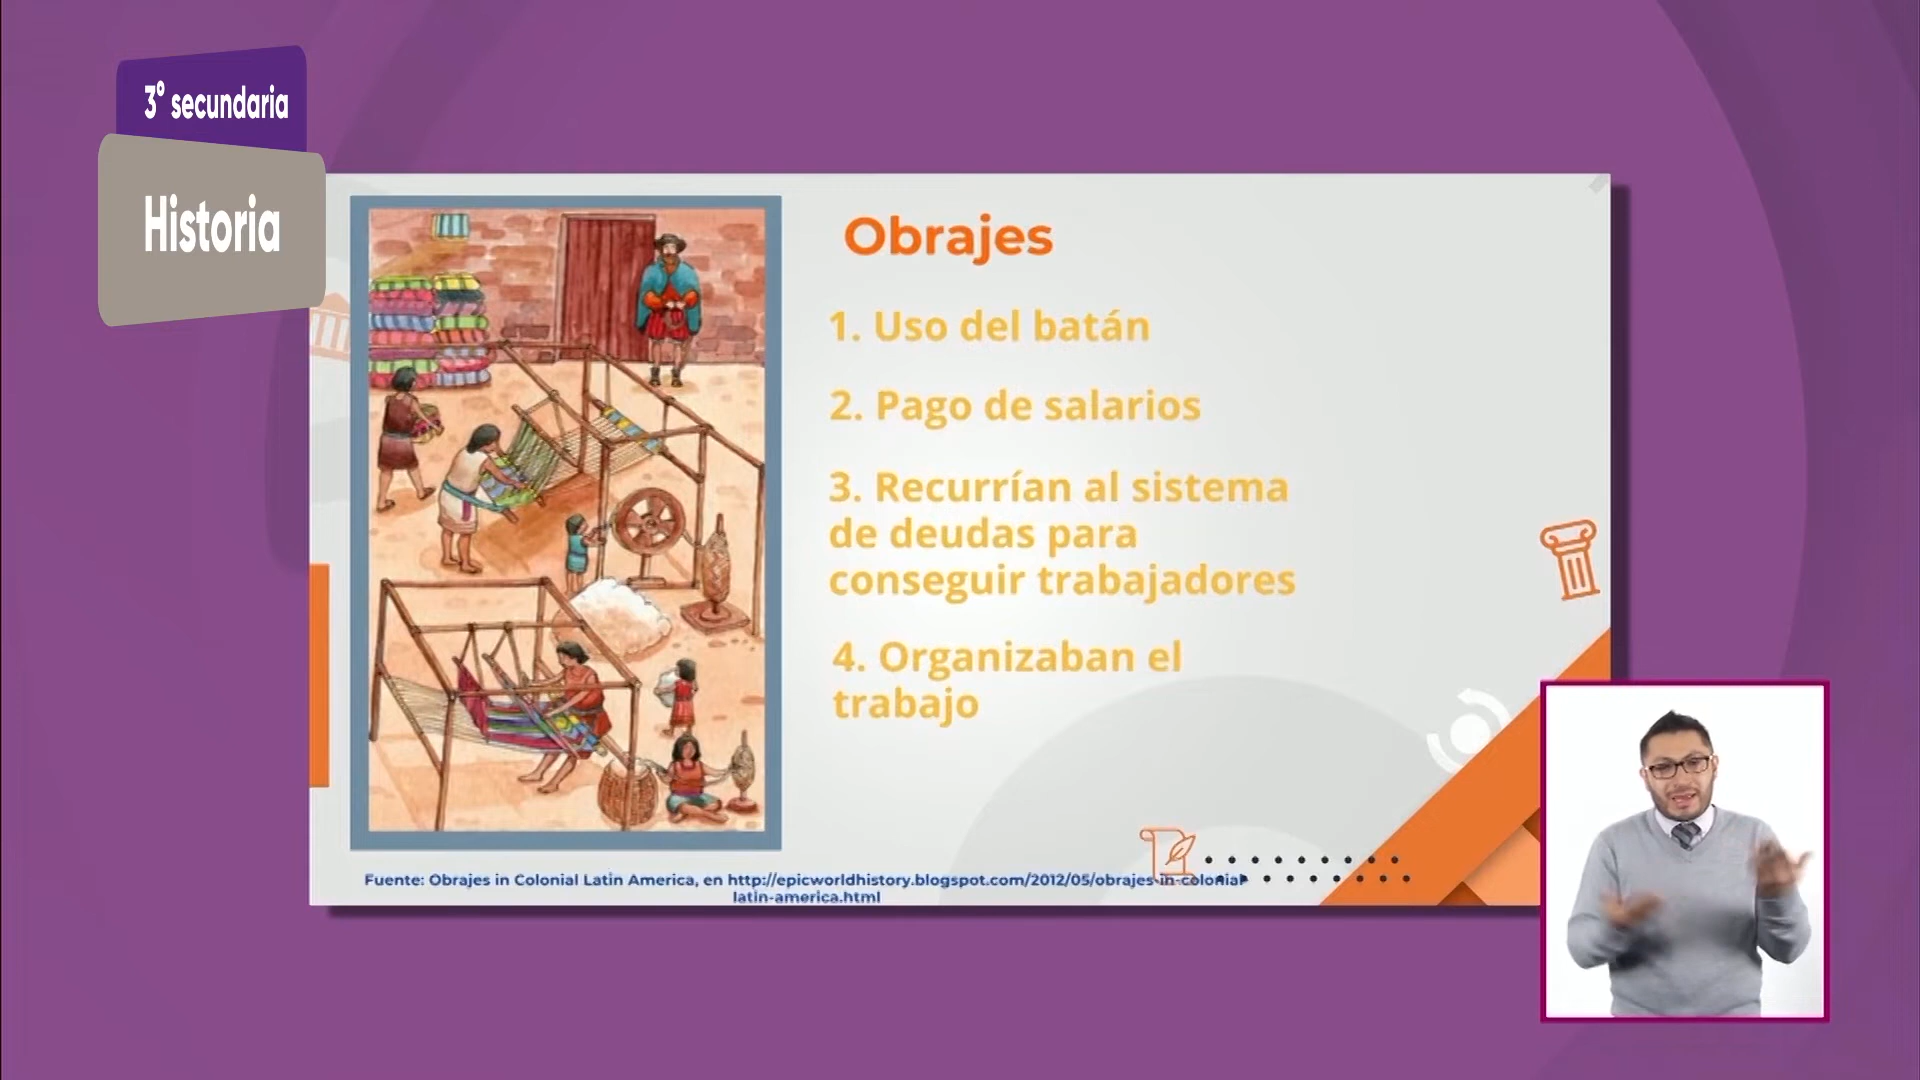 3° secundaria
Historia
Obrajes
1. Uso del batán
2. Pago de salarios
3. Recurrían al sistema
de deudas para
conseguir trabajadores
4. Organizaban el
trabajo
Fuente: Obrajes in Colonial Latin America, en http://epicworldhistory.blogspot.com/2012/05/obrajes-in-colonial-
latin-america.html